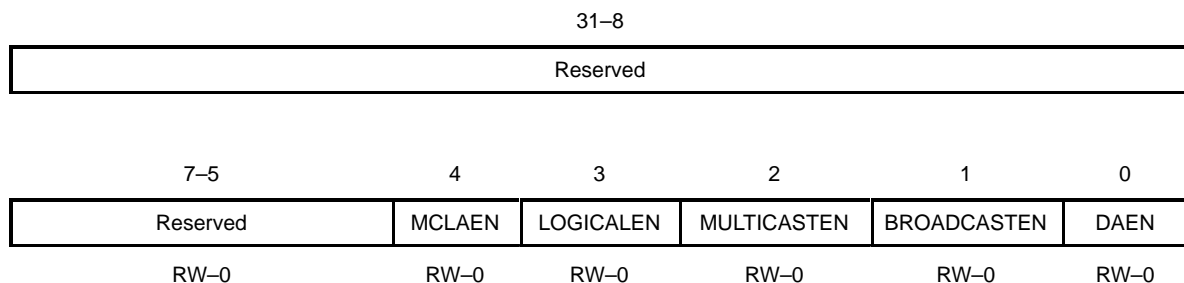 31–8
Reserved
7–5 4 3 2 1 0
Reserved MCLAEN LOGICALEN MULTICASTEN BROADCASTEN DAEN
RW–0 RW–0 RW–0 RW–0 RW–0 RW–0